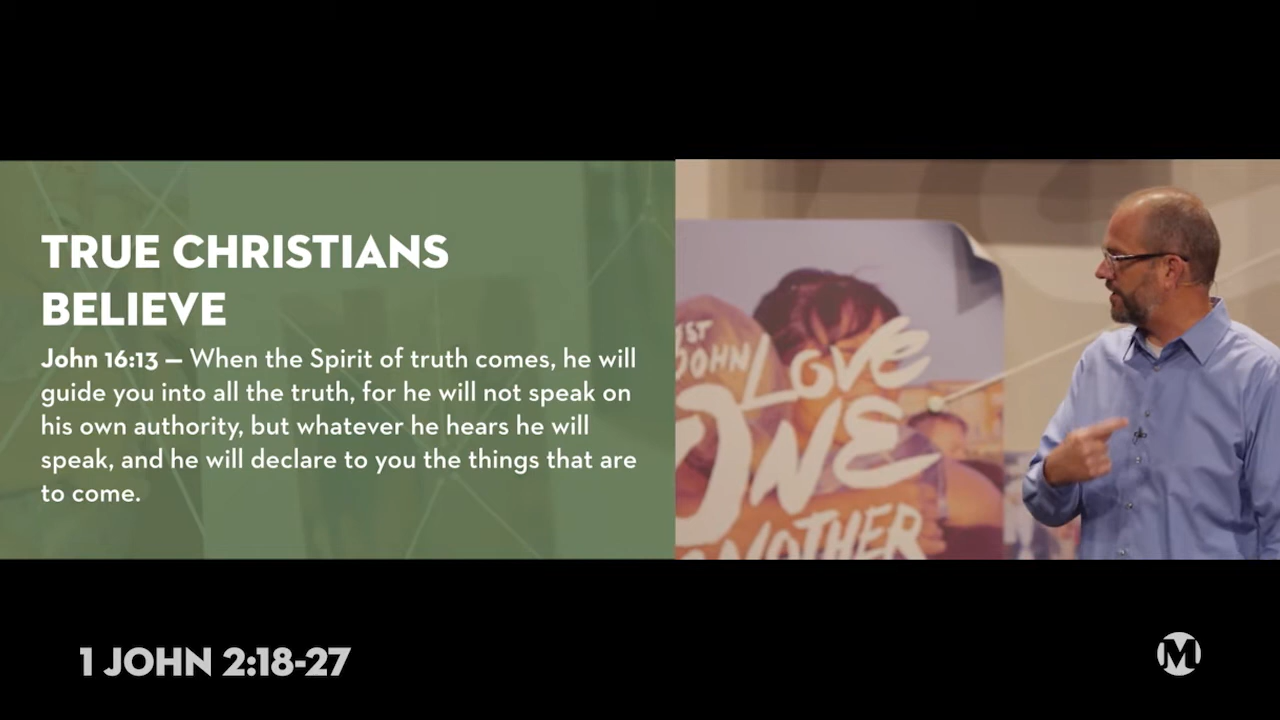 TRUE CHRISTIANS
BELIEVE
John 16:13 — When the Spirit of truth comes, he will
guide you into all the truth, for he will not speak on
his own authority, but whatever he hears he will
speak, and he will declare to you the things that are
to come.
1ST
JOHN
LOVE
ONE
ANOTHER
1 JOHN 2:18-27
M